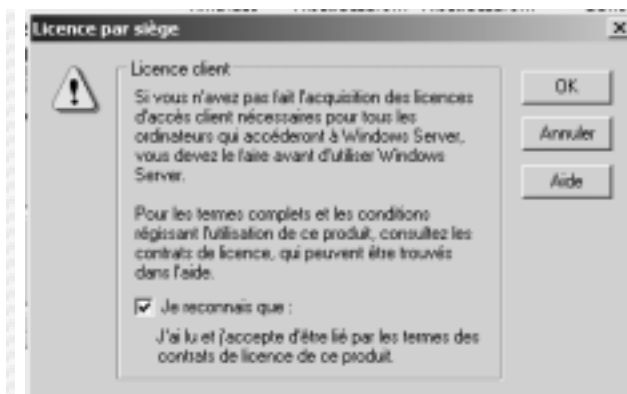 Licence par siège
Licence client
Si vous n'avez pas fait l'acquisition des licences
d'accès client nécessaires pour tous les
ordinateurs qui accéderont à Windows Server,
vous devez le faire avant d'utiliser Windows
Server.
Pour les termes complets et les conditions
régissant l'utilisation de ce produit, consultez les
contrats de licence, qui peuvent être trouvés
dans l'aide.
Je reconnais que :
J'ai lu et j'accepte d'être lié par les termes des
contrats de licence de ce produit.
OK
Annuler
Aide